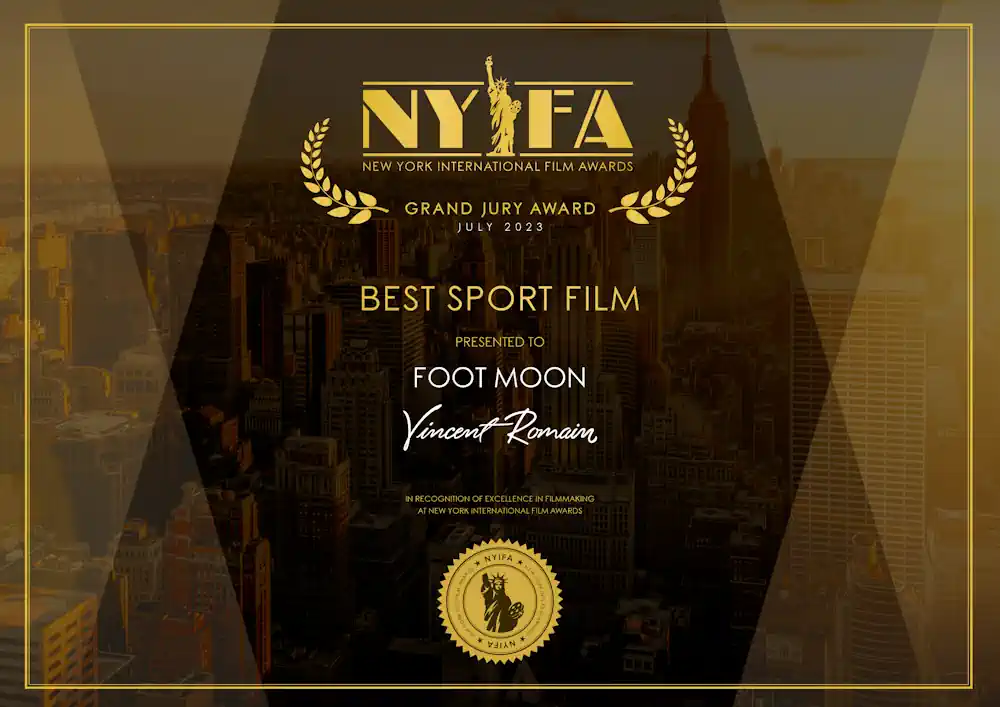 NYFA
NEW YORK INTERNATIONAL FILM AWARDS
GRAND JURY AWARD
JULY 2023
BEST SPORT FILM
PRESENTED TO
FOOT MOON
Vincent Romain
IN RECOGNITION OF EXCELLENCE IN FILMMAKING
AT NEW YORK INTERNATIONAL FILM AWARDS
NYIFA
NYIFA